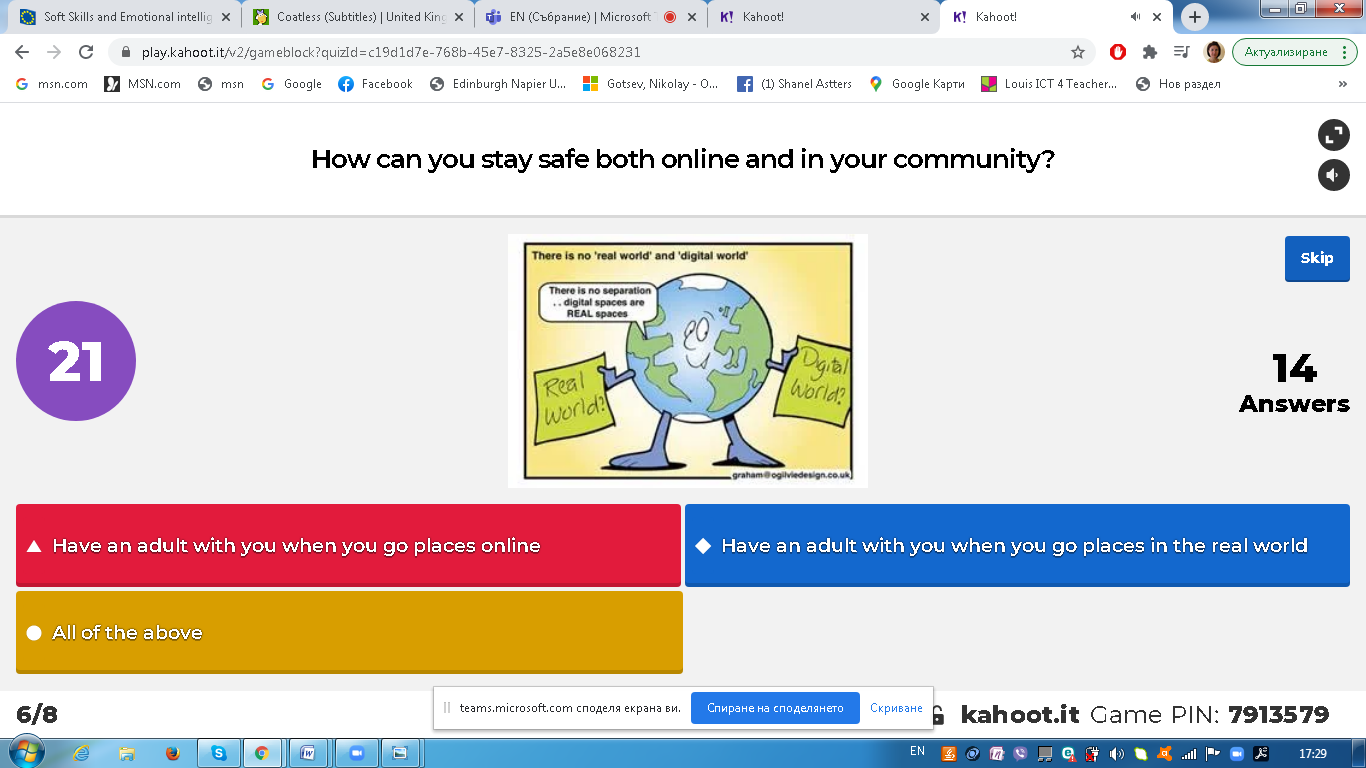 Soft Skills and Emotional intellig
Coatless (Subtitles) | United King
EN (Събрание) | Microsoft
Kahoot!
Kahoot!
play.kahoot.it/v2/gameblock?quizId=c19d1d7e-768b-45e7-8325-2a5e8e068231
Актуализиране
msn.com
MSN.com
msn
Google
Facebook
Edinburgh Napier U...
Gotsev, Nikolay - O...
(1) Shanel Astters
Google Карти
Louis ICT 4 Teacher...
Нов раздел
»
How can you stay safe both online and in your community?
Skip
There is no 'real world' and 'digital world'
There is no separation
. . digital spaces are
REAL spaces
Real
World?
Digital
World?
graham@ogilviedesign.co.uk
21
14
Answers
Have an adult with you when you go places online
Have an adult with you when you go places in the real world
All of the above
6/8
teams.microsoft.com споделя екрана ви.
Спиране на споделянето
Скриване
kahoot.it Game PIN: 7913579
EN
17:29